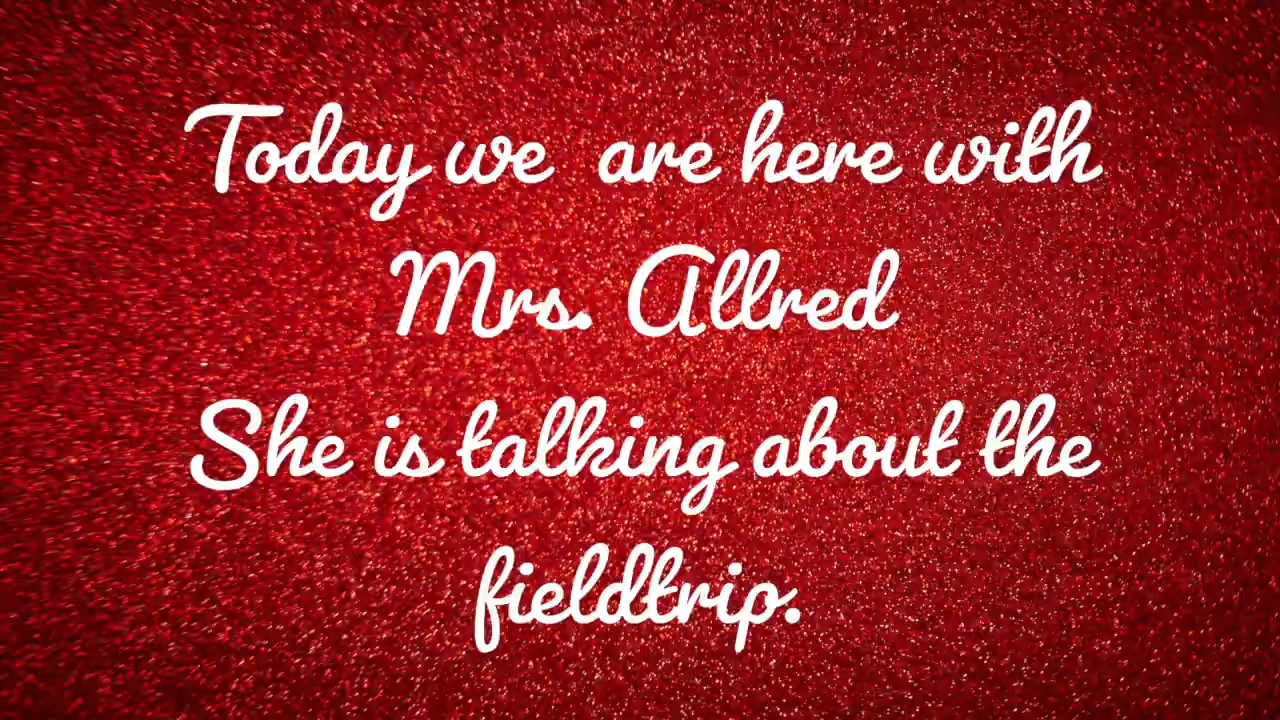 Today we  are here with
Mrs. Allred
She is talking about the
fieldtrip.